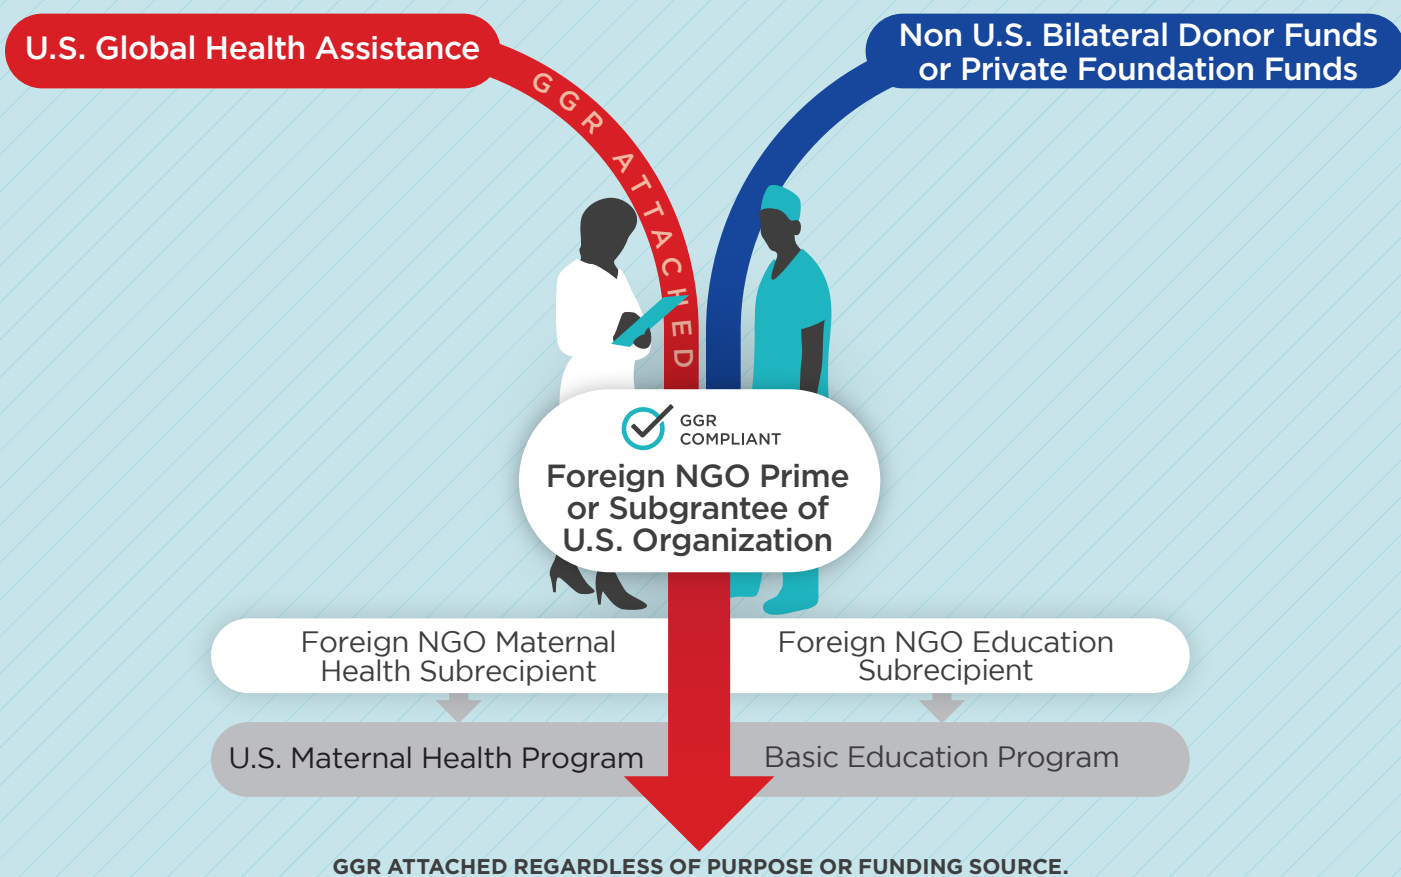 U.S. Global Health Assistance
Non U.S. Bilateral Donor Funds
or Private Foundation Funds
GGR ATTACHED
GGR
COMPLIANT
Foreign NGO Prime
or Subgrantee of
U.S. Organization
Foreign NGO Maternal
Health Subrecipient
Foreign NGO Education
Subrecipient
U.S. Maternal Health Program
Basic Education Program
GGR ATTACHED REGARDLESS OF PURPOSE OR FUNDING SOURCE.